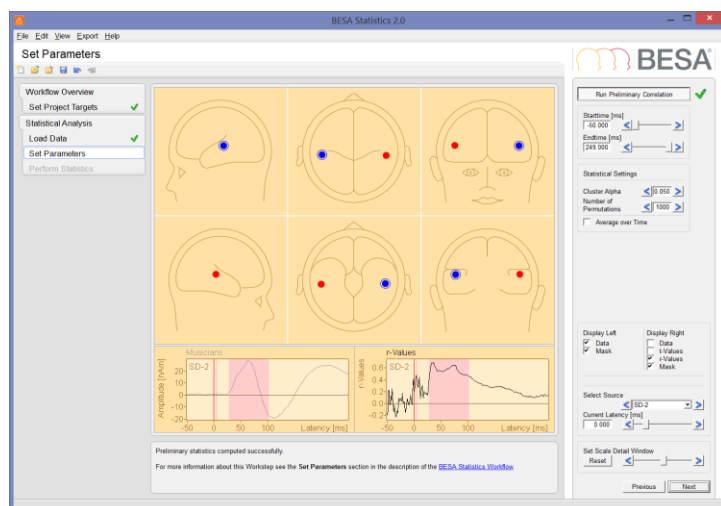 BESA Statistics 2.0
File Edit View Export Help
Set Parameters
BESA
Workflow Overview
Set Project Targets
Statistical Analysis
Load Data
Set Parameters
Perform Statistics
Run Preliminary Correlation
Starttime [ms]
-50.000
Endtime [ms]
249.000
Statistical Settings
Cluster Alpha
0.050
Number of
Permutations
1000
Average over Time
Musicians
SD-2
Amplitude [nAm]
20
10
0
-10
-20
-50 0 50 100 150 200
Latency [ms]
r-Values
SD-2
r-Values
0.6
0.4
0.2
0.0
-0.2
-50 0 50 100 150 200
Latency [ms]
Display Left
Data
Mask
Display Right
Data
t-Values
r-Values
Mask
Select Source
SD-2
Current Latency [ms]
0.000
Set Scale Detail Window
Reset
Preliminary statistics computed successfully.
For more information about this Workstep see the Set Parameters section in the description of the BESA Statistics Workflow.
Previous Next